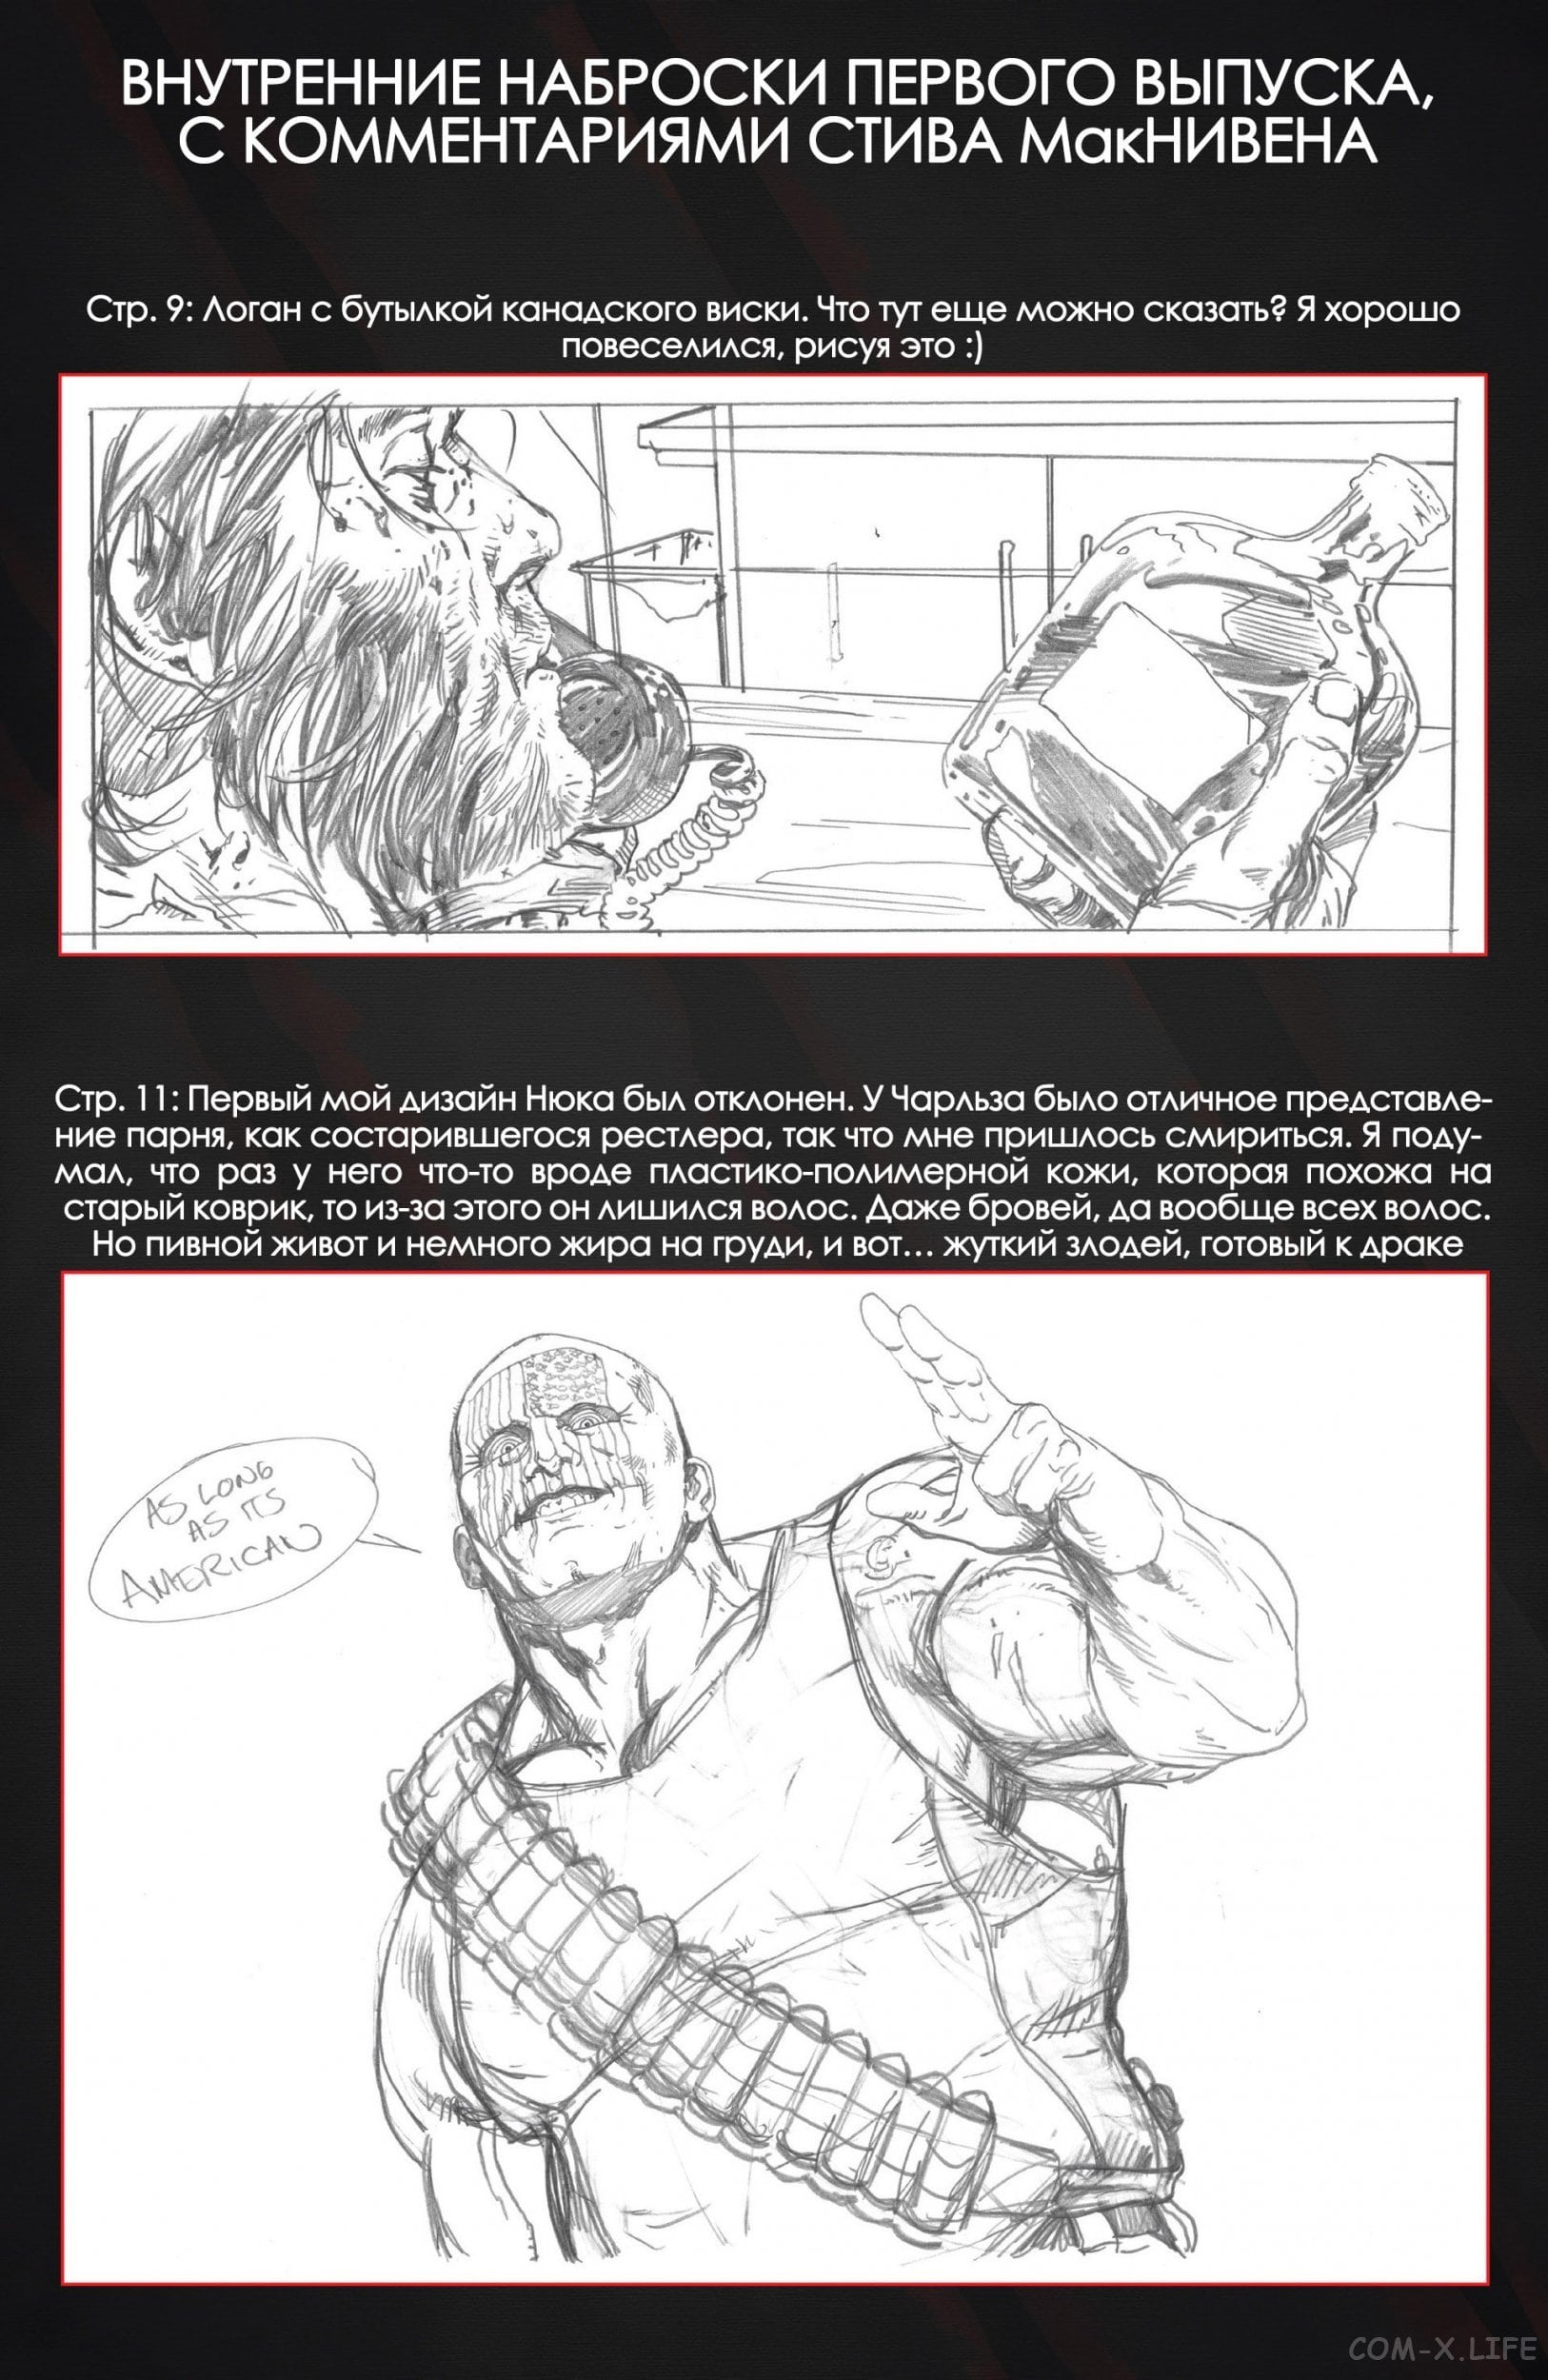 ВНУТРЕННИЕ НАБРОСКИ ПЕРВОГО ВЫПУСКА,
С КОММЕНТАРИЯМИ СТИВА МакНИВЕНА
Стр. 9: Логан с бутылкой канадского виски. Что тут еще можно сказать? Я хорошо
повеселился, рисуя это :)
Стр. 11: Первый мой дизайн Нюка был отклонен. У Чарльза было отличное представле-
ние парня, как состарившегося рестлера, так что мне пришлось смириться. Я поду-
мал, что раз у него что-то вроде пластико-полимерной кожи, которая похожа на
старый коврик, то из-за этого он лишился волос. Даже бровей, да вообще всех волос.
Но пивной живот и немного жира на груди, и вот... жуткий злодей, готовый к драке
AS LONG
AS ITS
AMERICAN
COM-X.LIFE